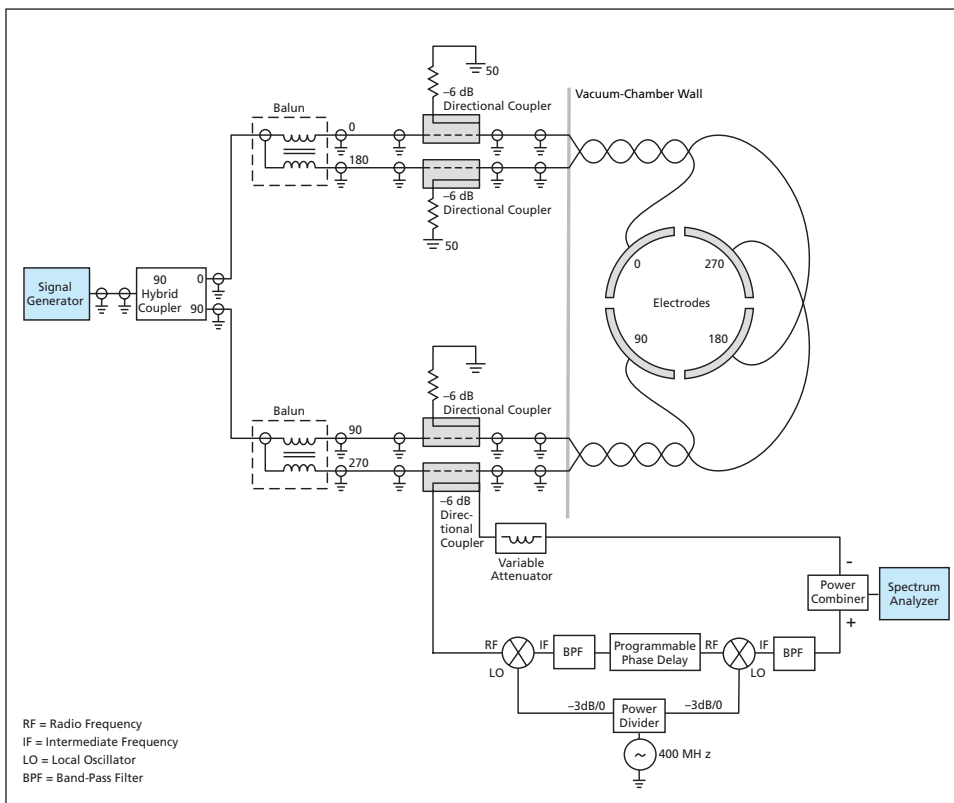 50
–6 dB
Directional Coupler
Vacuum-Chamber Wall
Balun
0
180
–6 dB
Directional Coupler
50
Signal
Generator
90
Hybrid
Coupler
0
90
0
270
Electrodes
90
180
–6 dB
Directional Coupler
Balun
90
270
–6 dB
Direc-
tional
Coupler
Variable
Attenuator
-
Power
Combiner
+
Spectrum
Analyzer
RF
IF
LO
BPF
Programmable
Phase Delay
RF
IF
LO
BPF
–3dB/0
Power
Divider
–3dB/0
~
400 MH z
RF = Radio Frequency
IF = Intermediate Frequency
LO = Local Oscillator
BPF = Band-Pass Filter